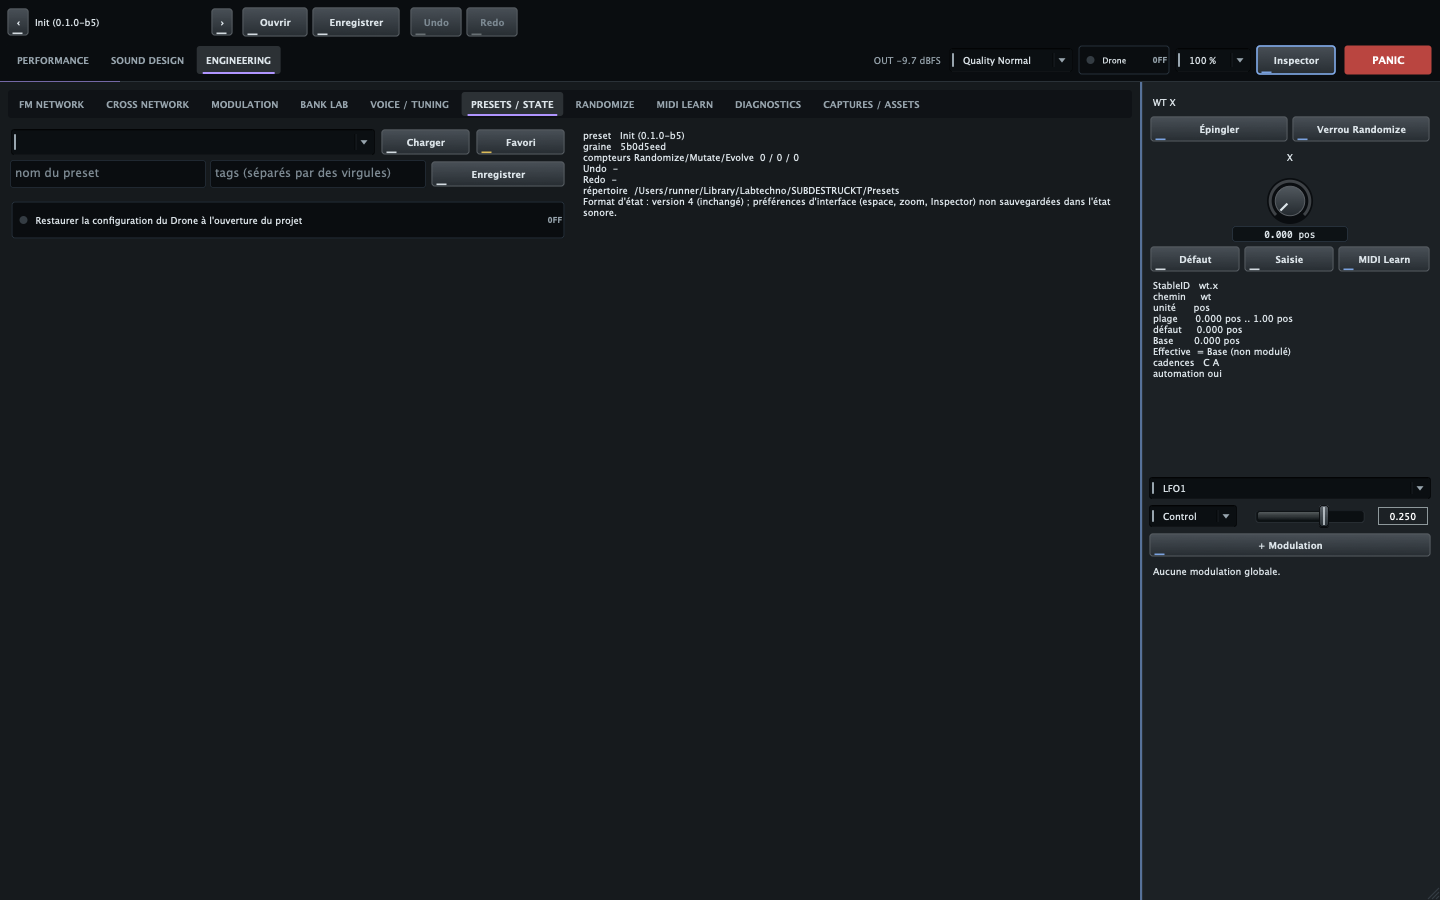 ‹ Init (0.1.0-b5) › Ouvrir Enregistrer Undo Redo
PERFORMANCE SOUND DESIGN ENGINEERING OUT -9.7 dBFS Quality Normal Drone OFF 100 % Inspector PANIC
FM NETWORK CROSS NETWORK MODULATION BANK LAB VOICE / TUNING PRESETS / STATE RANDOMIZE MIDI LEARN DIAGNOSTICS CAPTURES / ASSETS
Charger Favori
nom du preset tags (séparés par des virgules) Enregistrer
Restaurer la configuration du Drone à l'ouverture du projet OFF
preset Init (0.1.0-b5)
graine 5b0d5eed
compteurs Randomize/Mutate/Evolve 0 / 0 / 0
Undo -
Redo -
répertoire /Users/runner/Library/Labtechno/SUBDESTRUCKT/Presets
Format d'état : version 4 (inchangé) ; préférences d'interface (espace, zoom, Inspector) non sauvegardées dans l'état
sonore.
WT X
Épingler Verrou Randomize
X
0.000 pos
Défaut Saisie MIDI Learn
StableID wt.x
chemin wt
unité pos
plage 0.000 pos .. 1.00 pos
défaut 0.000 pos
Base 0.000 pos
Effective = Base (non modulé)
cadences C A
automation oui
LFO1
Control 0.250
+ Modulation
Aucune modulation globale.